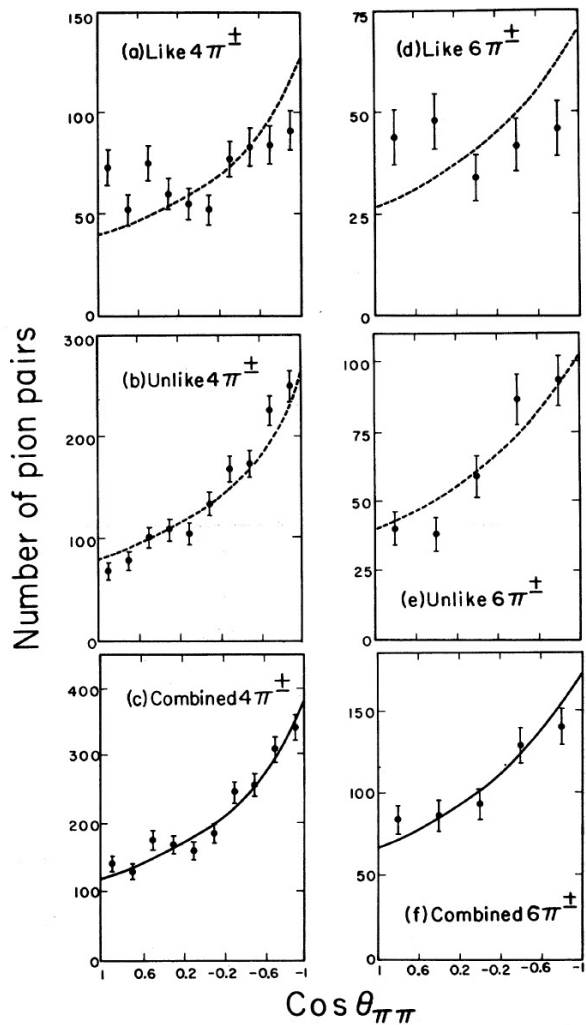 Number of pion pairs
(a) Like 4π±
150
100
50
0
(d) Like 6π±
75
50
25
0
(b) Unlike 4π±
300
200
100
0
(e) Unlike 6π±
100
75
50
25
0
(c) Combined 4π±
400
300
200
100
0
1 0.6 0.2 -0.2 -0.6 -1
(f) Combined 6π±
150
100
50
0
1 0.6 0.2 -0.2 -0.6 -1
Cos θππ